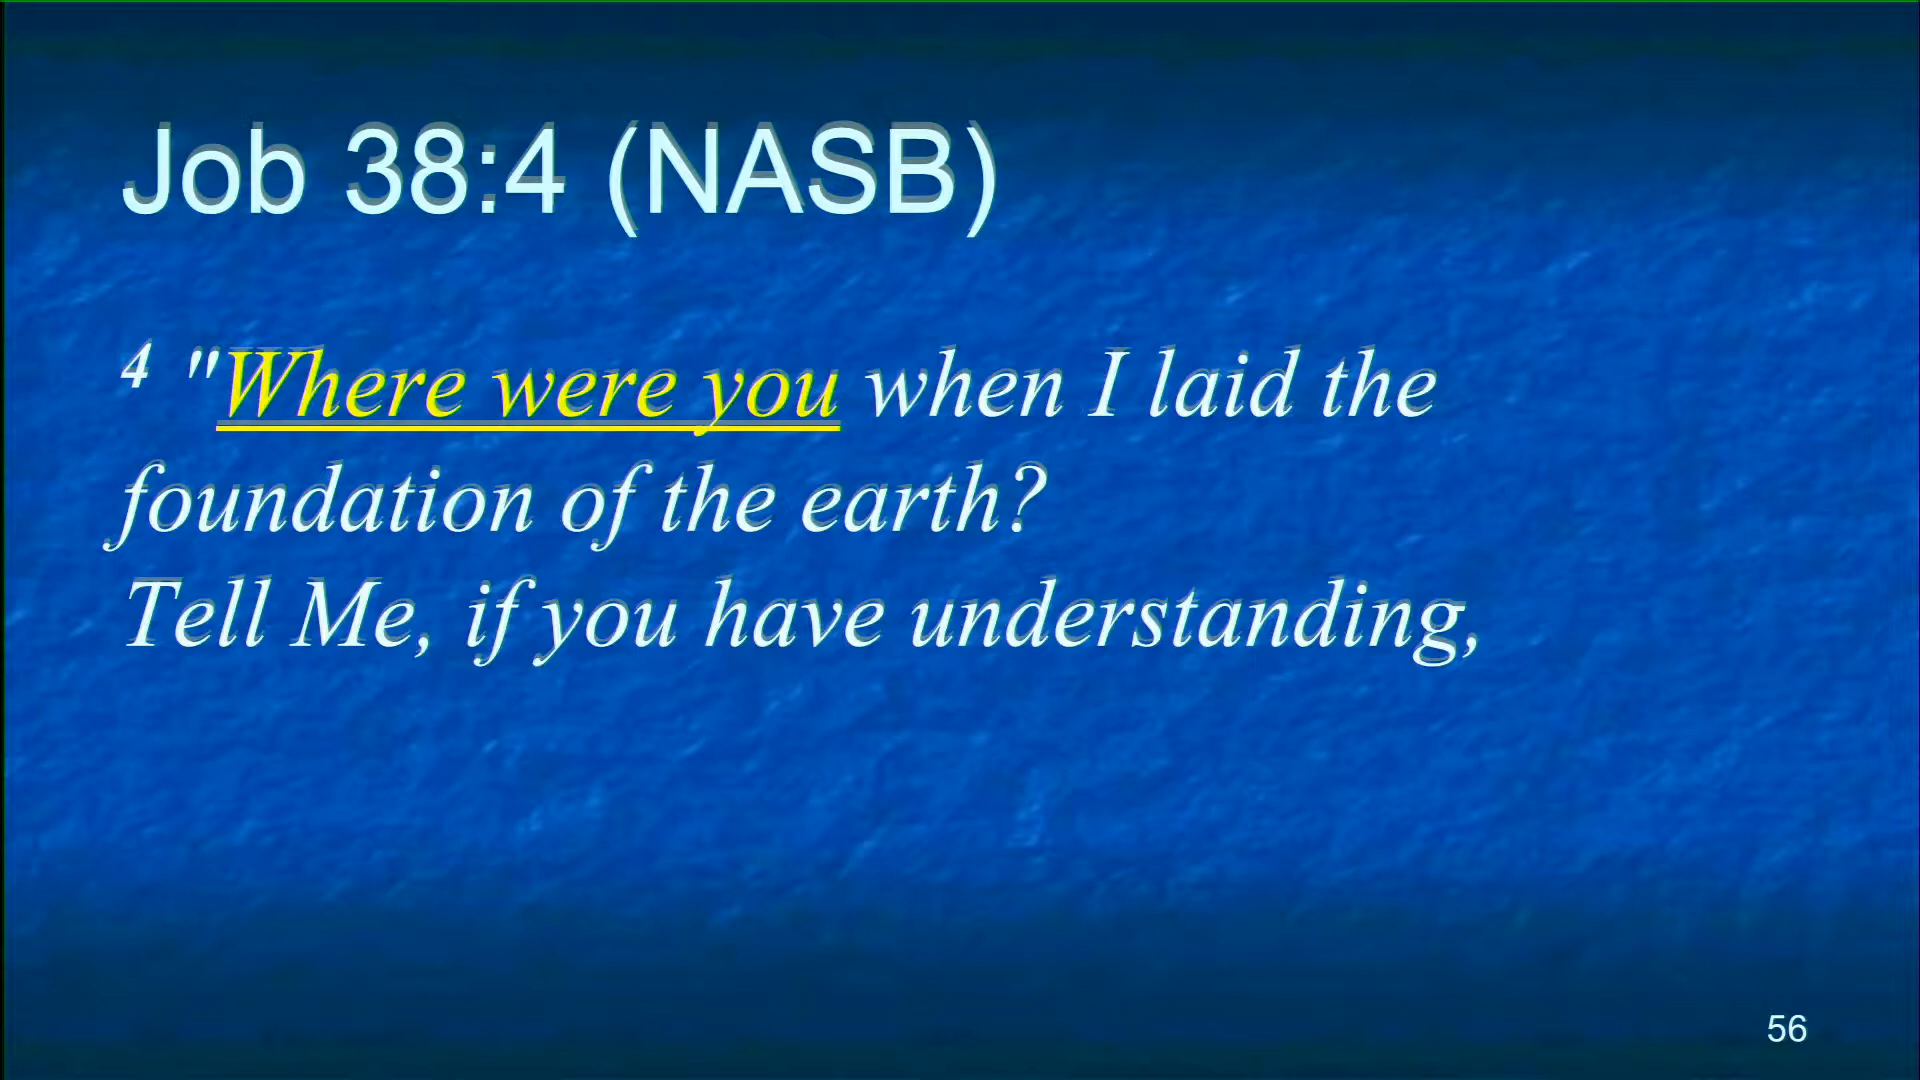 Job 38:4 (NASB)
4 "Where were you when I laid the
foundation of the earth?
Tell Me, if you have understanding,
56